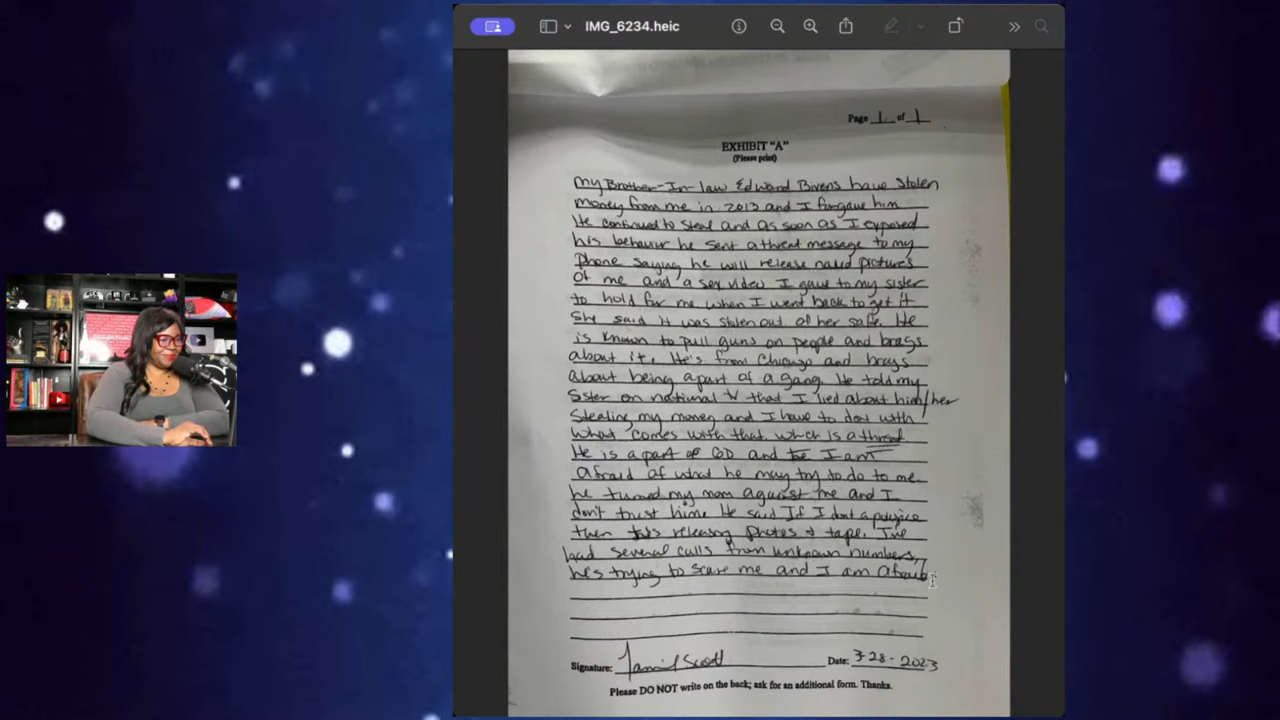 IMG_6234.heic
Page 1 of 1
EXHIBIT "A"
(Please print)
My Brother-In-law Edward Bivens have stolen
money from me in 2013 and I forgave him
He continued to steal and as soon as I exposed
his behavior he sent a threat message to my
phone saying he will release naked pictures
of me and a sex video I gave to my sister
to hold for me when I went back to get it
She said it was stolen out of her safe. He
is known to pull guns on people and brags
about it. He's from Chicago and brags
about being apart of a gang. He told my
Sister on national tv that I lied about him/her
Stealing my money and I have to deal with
what comes with that which is a threat
He is a part of GD and I am
afraid of what he may try to do to me.
he turned my mom against me and I
don't trust him. He said If I dont apologice
then releasing photos & tape. I've
had several calls from unknown numbers,
he's trying to scare me and I am afraid
Signature: Tamil Scott Date: 3-28-2023
Please DO NOT write on the back; ask for an additional form. Thanks.